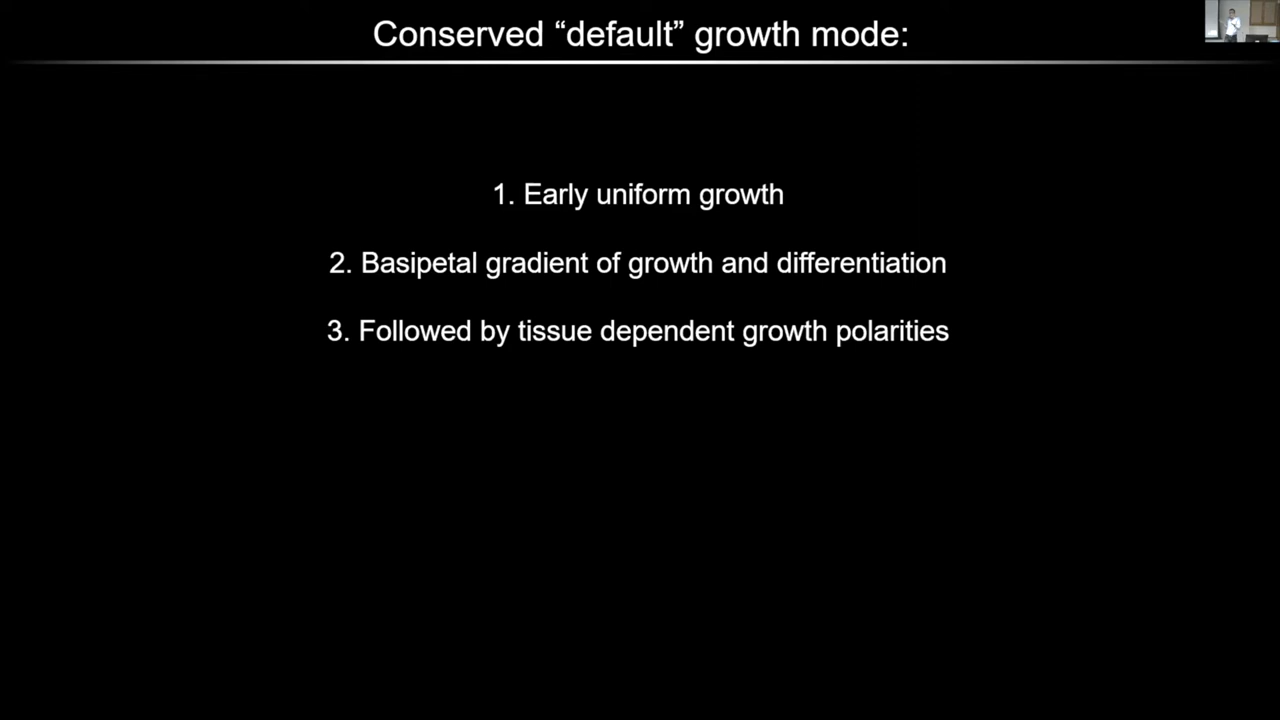 Conserved “default” growth mode:
1. Early uniform growth
2. Basipetal gradient of growth and differentiation
3. Followed by tissue dependent growth polarities